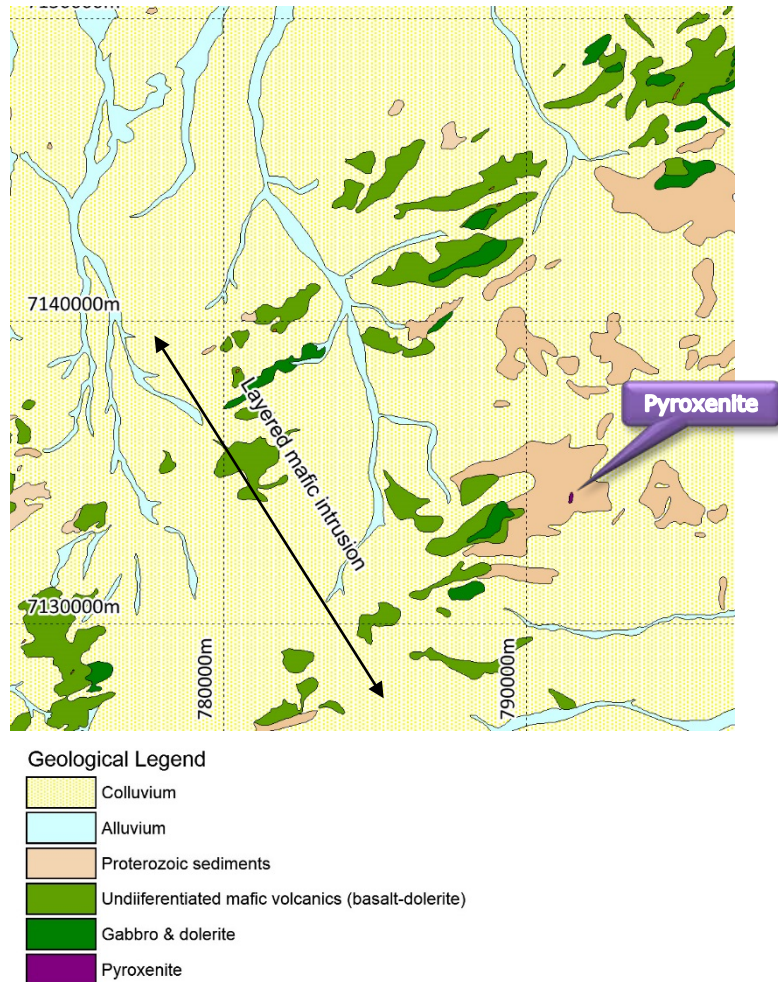 7140000m
Layered mafic intrusion
Pyroxenite
7130000m
780000m
790000m
Geological Legend
Colluvium
Alluvium
Proterozoic sediments
Undiiferentiated mafic volcanics (basalt-dolerite)
Gabbro & dolerite
Pyroxenite